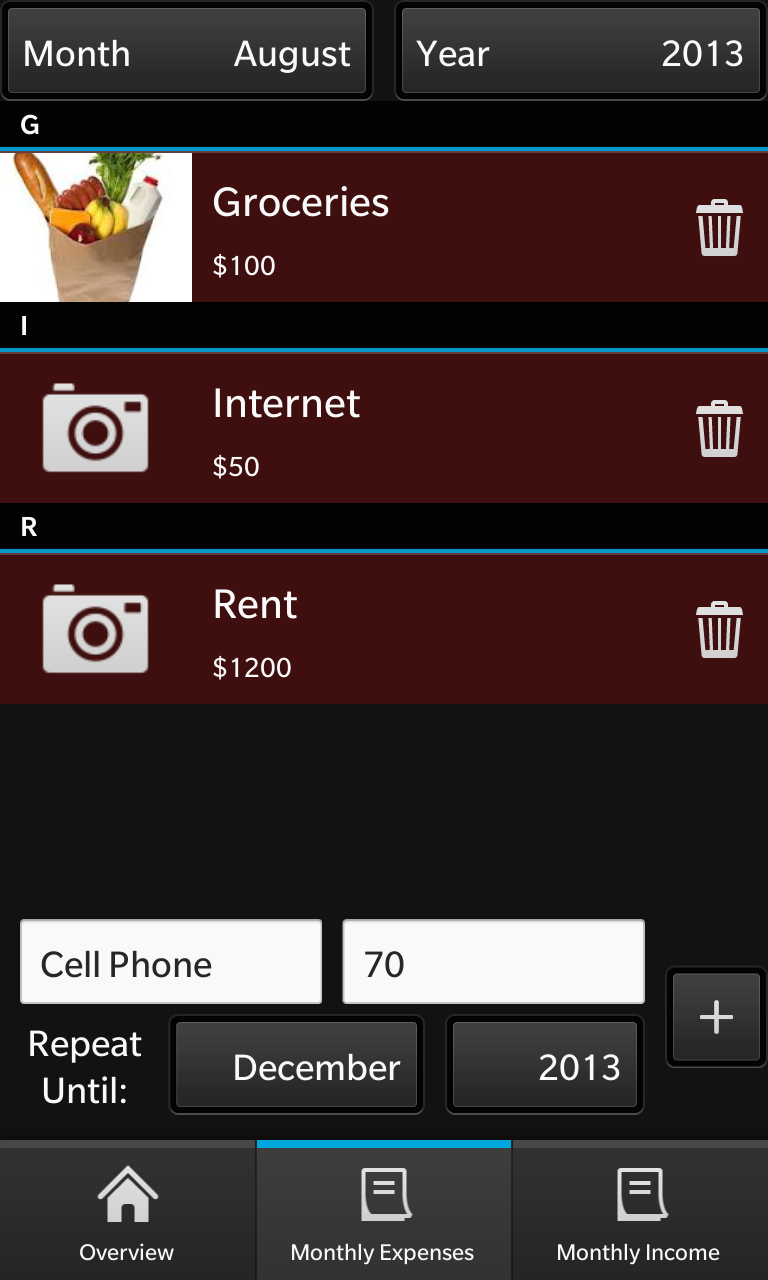 Month August Year 2013
G
Groceries
$100
I
Internet
$50
R
Rent
$1200
Cell Phone 70
+
Repeat
Until:
December 2013
Overview Monthly Expenses Monthly Income